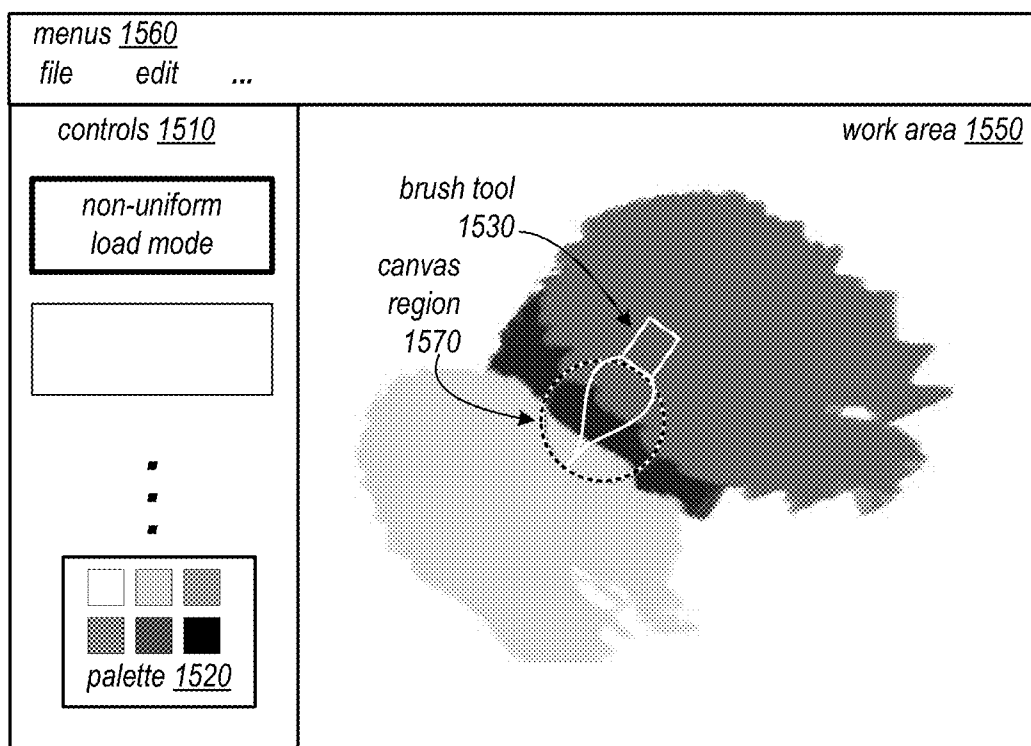 menus 1560
file edit ...
controls 1510
non-uniform
load mode
palette 1520
work area 1550
brush tool
1530
canvas
region
1570